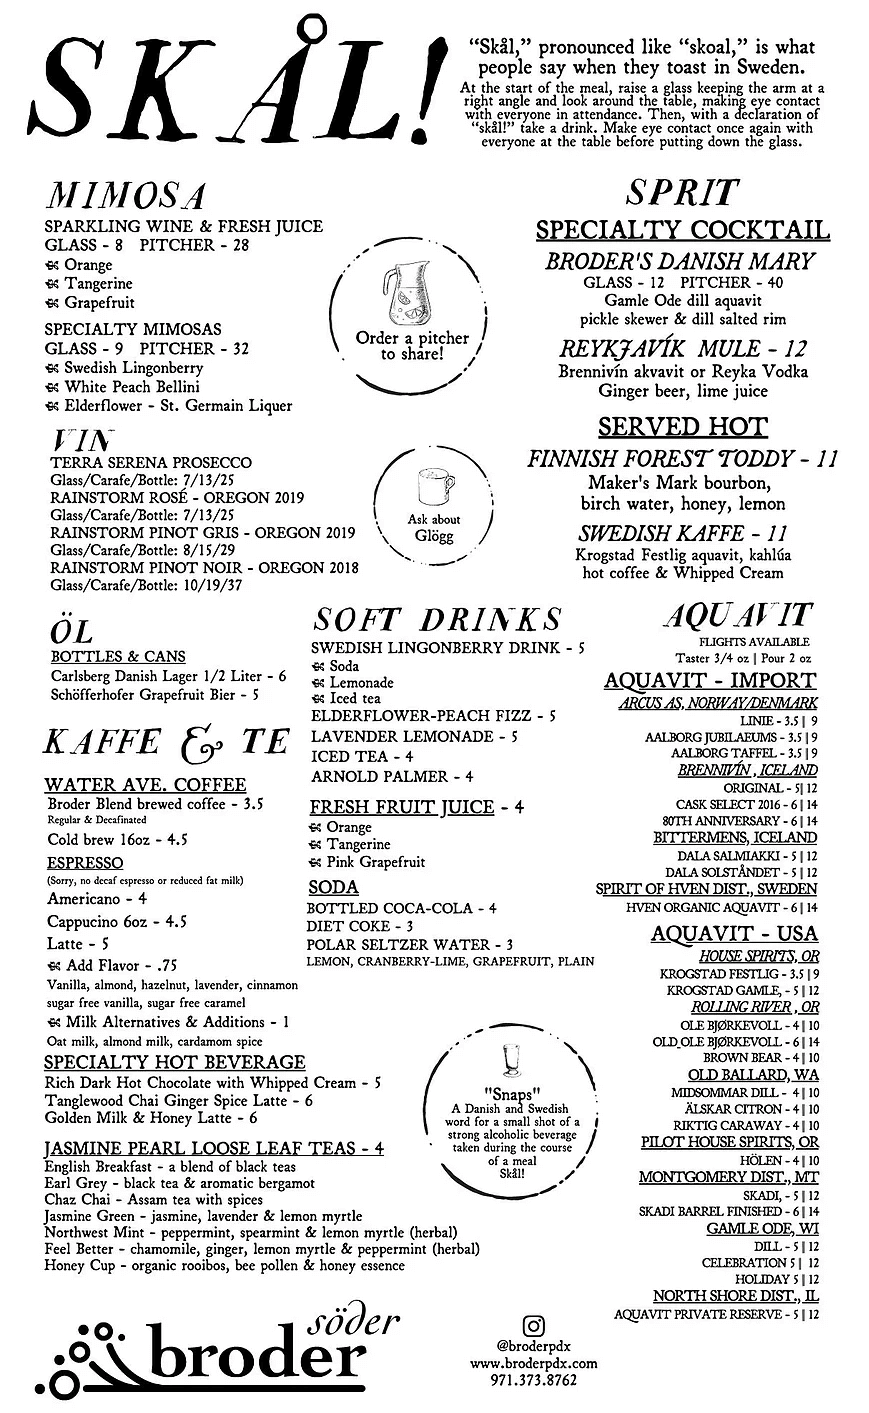 SKÅL!
“Skål,” pronounced like “skoal,” is what
people say when they toast in Sweden.
At the start of the meal, raise a glass keeping the arm at a
right angle and look around the table, making eye contact
with everyone in attendance. Then, with a declaration of
“skål!” take a drink. Make eye contact once again with
everyone at the table before putting down the glass.
MIMOSA
SPARKLING WINE & FRESH JUICE
GLASS - 8 PITCHER - 28
Orange
Tangerine
Grapefruit
SPECIALTY MIMOSAS
GLASS - 9 PITCHER - 32
Swedish Lingonberry
White Peach Bellini
Elderflower - St. Germain Liquer
Order a pitcher
to share!
VIN
TERRA SERENA PROSECCO
Glass/Carafe/Bottle: 7/13/25
RAINSTORM ROSÉ - OREGON 2019
Glass/Carafe/Bottle: 7/13/25
RAINSTORM PINOT GRIS - OREGON 2019
Glass/Carafe/Bottle: 8/15/29
RAINSTORM PINOT NOIR - OREGON 2018
Glass/Carafe/Bottle: 10/19/37
Ask about
Glögg
SPRIT
SPECIALTY COCKTAIL
BRODER'S DANISH MARY
GLASS - 12 PITCHER - 40
Gamle Ode dill aquavit
pickle skewer & dill salted rim
REYKJAVÍK MULE - 12
Brennivín akvavit or Reyka Vodka
Ginger beer, lime juice
SERVED HOT
FINNISH FOREST TODDY - 11
Maker's Mark bourbon,
birch water, honey, lemon
SWEDISH KAFFE - 11
Krogstad Festlig aquavit, kahlúa
hot coffee & Whipped Cream
ÖL
BOTTLES & CANS
Carlsberg Danish Lager 1/2 Liter - 6
Schöfferhofer Grapefruit Bier - 5
KAFFE & TE
WATER AVE. COFFEE
Broder Blend brewed coffee - 3.5
Regular & Decafinated
Cold brew 16oz - 4.5
ESPRESSO
(Sorry, no decaf espresso or reduced fat milk)
Americano - 4
Cappucino 6oz - 4.5
Latte - 5
Add Flavor - .75
Vanilla, almond, hazelnut, lavender, cinnamon
sugar free vanilla, sugar free caramel
Milk Alternatives & Additions - 1
Oat milk, almond milk, cardamom spice
SPECIALTY HOT BEVERAGE
Rich Dark Hot Chocolate with Whipped Cream - 5
Tanglewood Chai Ginger Spice Latte - 6
Golden Milk & Honey Latte - 6
JASMINE PEARL LOOSE LEAF TEAS - 4
English Breakfast - a blend of black teas
Earl Grey - black tea & aromatic bergamot
Chaz Chai - Assam tea with spices
Jasmine Green - jasmine, lavender & lemon myrtle
Northwest Mint - peppermint, spearmint & lemon myrtle (herbal)
Feel Better - chamomile, ginger, lemon myrtle & peppermint (herbal)
Honey Cup - organic rooibos, bee pollen & honey essence
SOFT DRINKS
SWEDISH LINGONBERRY DRINK - 5
Soda
Lemonade
Iced tea
ELDERFLOWER-PEACH FIZZ - 5
LAVENDER LEMONADE - 5
ICED TEA - 4
ARNOLD PALMER - 4
FRESH FRUIT JUICE - 4
Orange
Tangerine
Pink Grapefruit
SODA
BOTTLED COCA-COLA - 4
DIET COKE - 3
POLAR SELTZER WATER - 3
LEMON, CRANBERRY-LIME, GRAPEFRUIT, PLAIN
"Snaps"
A Danish and Swedish
word for a small shot of a
strong alcoholic beverage
taken during the course
of a meal
Skål!
AQUAVIT
FLIGHTS AVAILABLE
Taster 3/4 oz | Pour 2 oz
AQUAVIT - IMPORT
ARCUS AS, NORWAY/DENMARK
LINIE - 3.5 | 9
AALBORG JUBILAEUMS - 3.5 | 9
AALBORG TAFFEL - 3.5 | 9
BRENNIVÍN , ICELAND
ORIGINAL - 5| 12
CASK SELECT 2016 - 6 | 14
80TH ANNIVERSARY - 6 | 14
BITTERMENS, ICELAND
DALA SALMIAKKI - 5 | 12
DALA SOLSTÅNDET - 5 | 12
SPIRIT OF HVEN DIST., SWEDEN
HVEN ORGANIC AQUAVIT - 6 | 14
AQUAVIT - USA
HOUSE SPIRITS, OR
KROGSTAD FESTLIG - 3.5 | 9
KROGSTAD GAMLE, - 5 | 12
ROLLING RIVER , OR
OLE BJØRKEVOLL - 4 | 10
OLD_OLE BJØRKEVOLL - 6 | 14
BROWN BEAR - 4 | 10
OLD BALLARD, WA
MIDSOMMAR DILL - 4 | 10
ÄLSKAR CITRON - 4 | 10
RIKTIG CARAWAY - 4 | 10
PILOT HOUSE SPIRITS, OR
HÖLEN - 4 | 10
MONTGOMERY DIST., MT
SKADI, - 5 | 12
SKADI BARREL FINISHED - 6 | 14
GAMLE ODE, WI
DILL - 5 | 12
CELEBRATION 5 | 12
HOLIDAY 5 | 12
NORTH SHORE DIST., IL
AQUAVIT PRIVATE RESERVE - 5 | 12
söder
broder
@broderpdx
www.broderpdx.com
971.373.8762